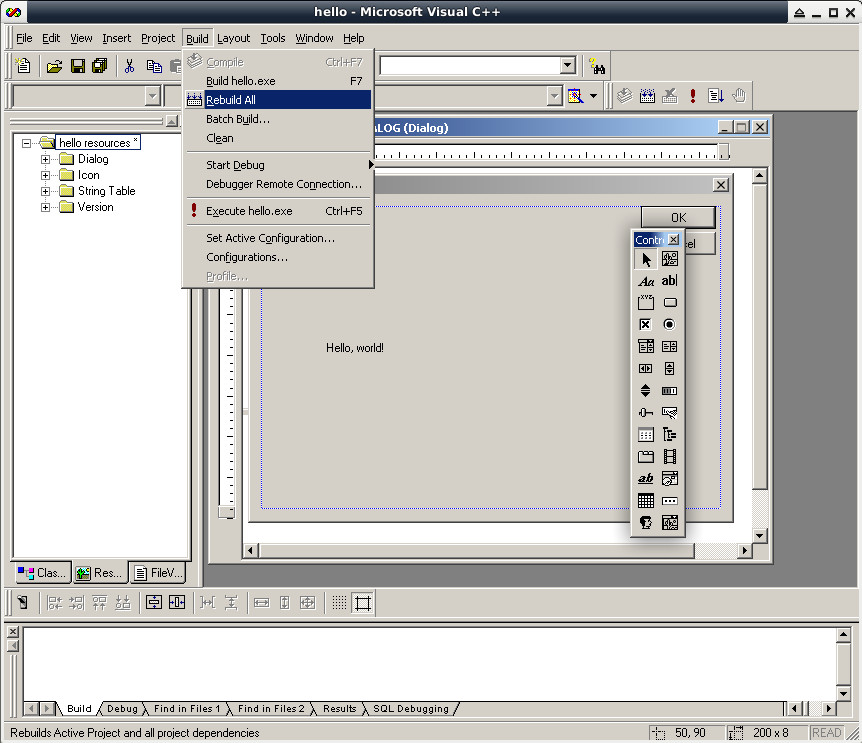 hello - Microsoft Visual C++
File Edit View Insert Project Build Layout Tools Window Help
Compile Ctrl+F7
Build hello.exe F7
Rebuild All
Batch Build...
Clean
Start Debug
Debugger Remote Connection...
Execute hello.exe Ctrl+F5
Set Active Configuration...
Configurations...
Profile...
hello resources *
Dialog
Icon
String Table
Version
(Dialog)
OK
Contr
Aa ab|
XYZ
Hello, world!
ab
Clas... Res... FileV...
Build Debug Find in Files 1 Find in Files 2 Results SQL Debugging
Rebuilds Active Project and all project dependencies
50, 90 200 x 8 READ